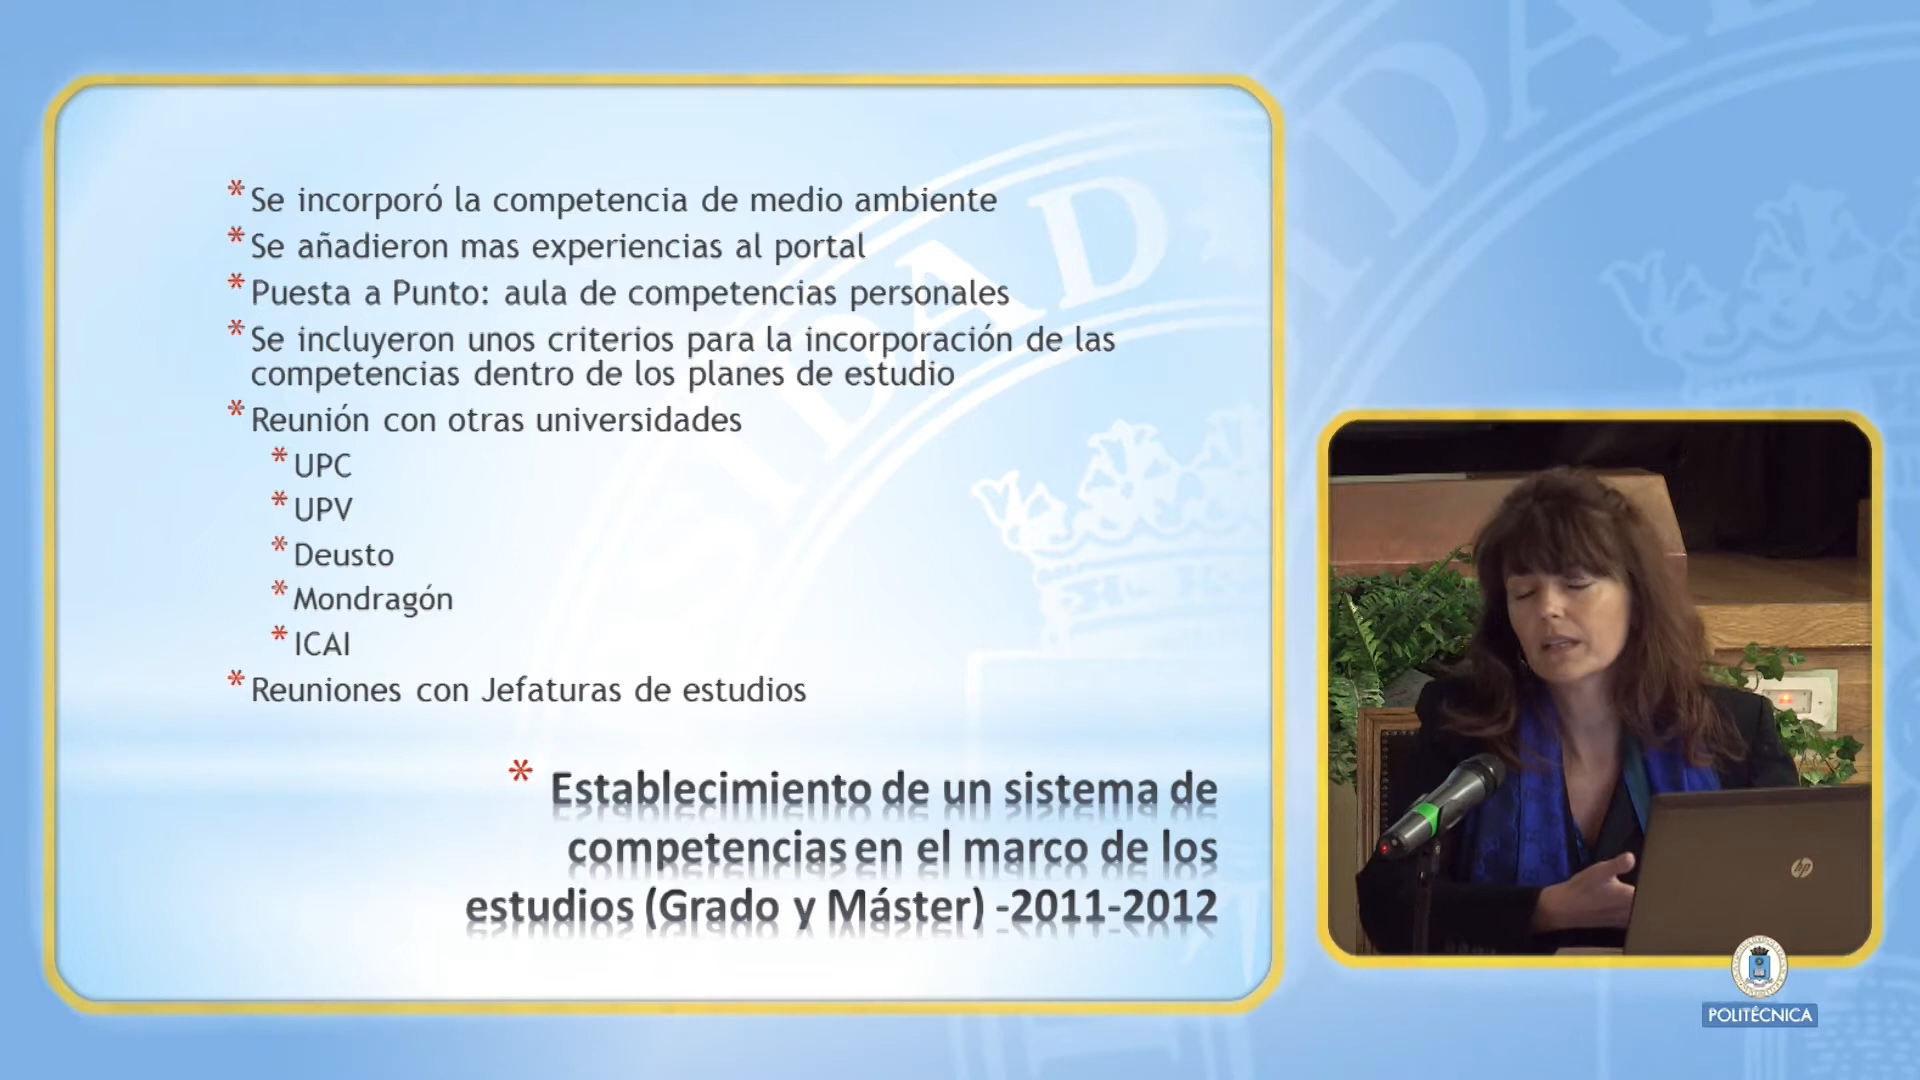 * Se incorporó la competencia de medio ambiente
* Se añadieron mas experiencias al portal
* Puesta a Punto: aula de competencias personales
* Se incluyeron unos criterios para la incorporación de las
competencias dentro de los planes de estudio
* Reunión con otras universidades
* UPC
* UPV
* Deusto
* Mondragón
* ICAI
* Reuniones con Jefaturas de estudios
* Establecimiento de un sistema de
competencias en el marco de los
estudios (Grado y Máster) -2011-2012
hp
POLITÉCNICA